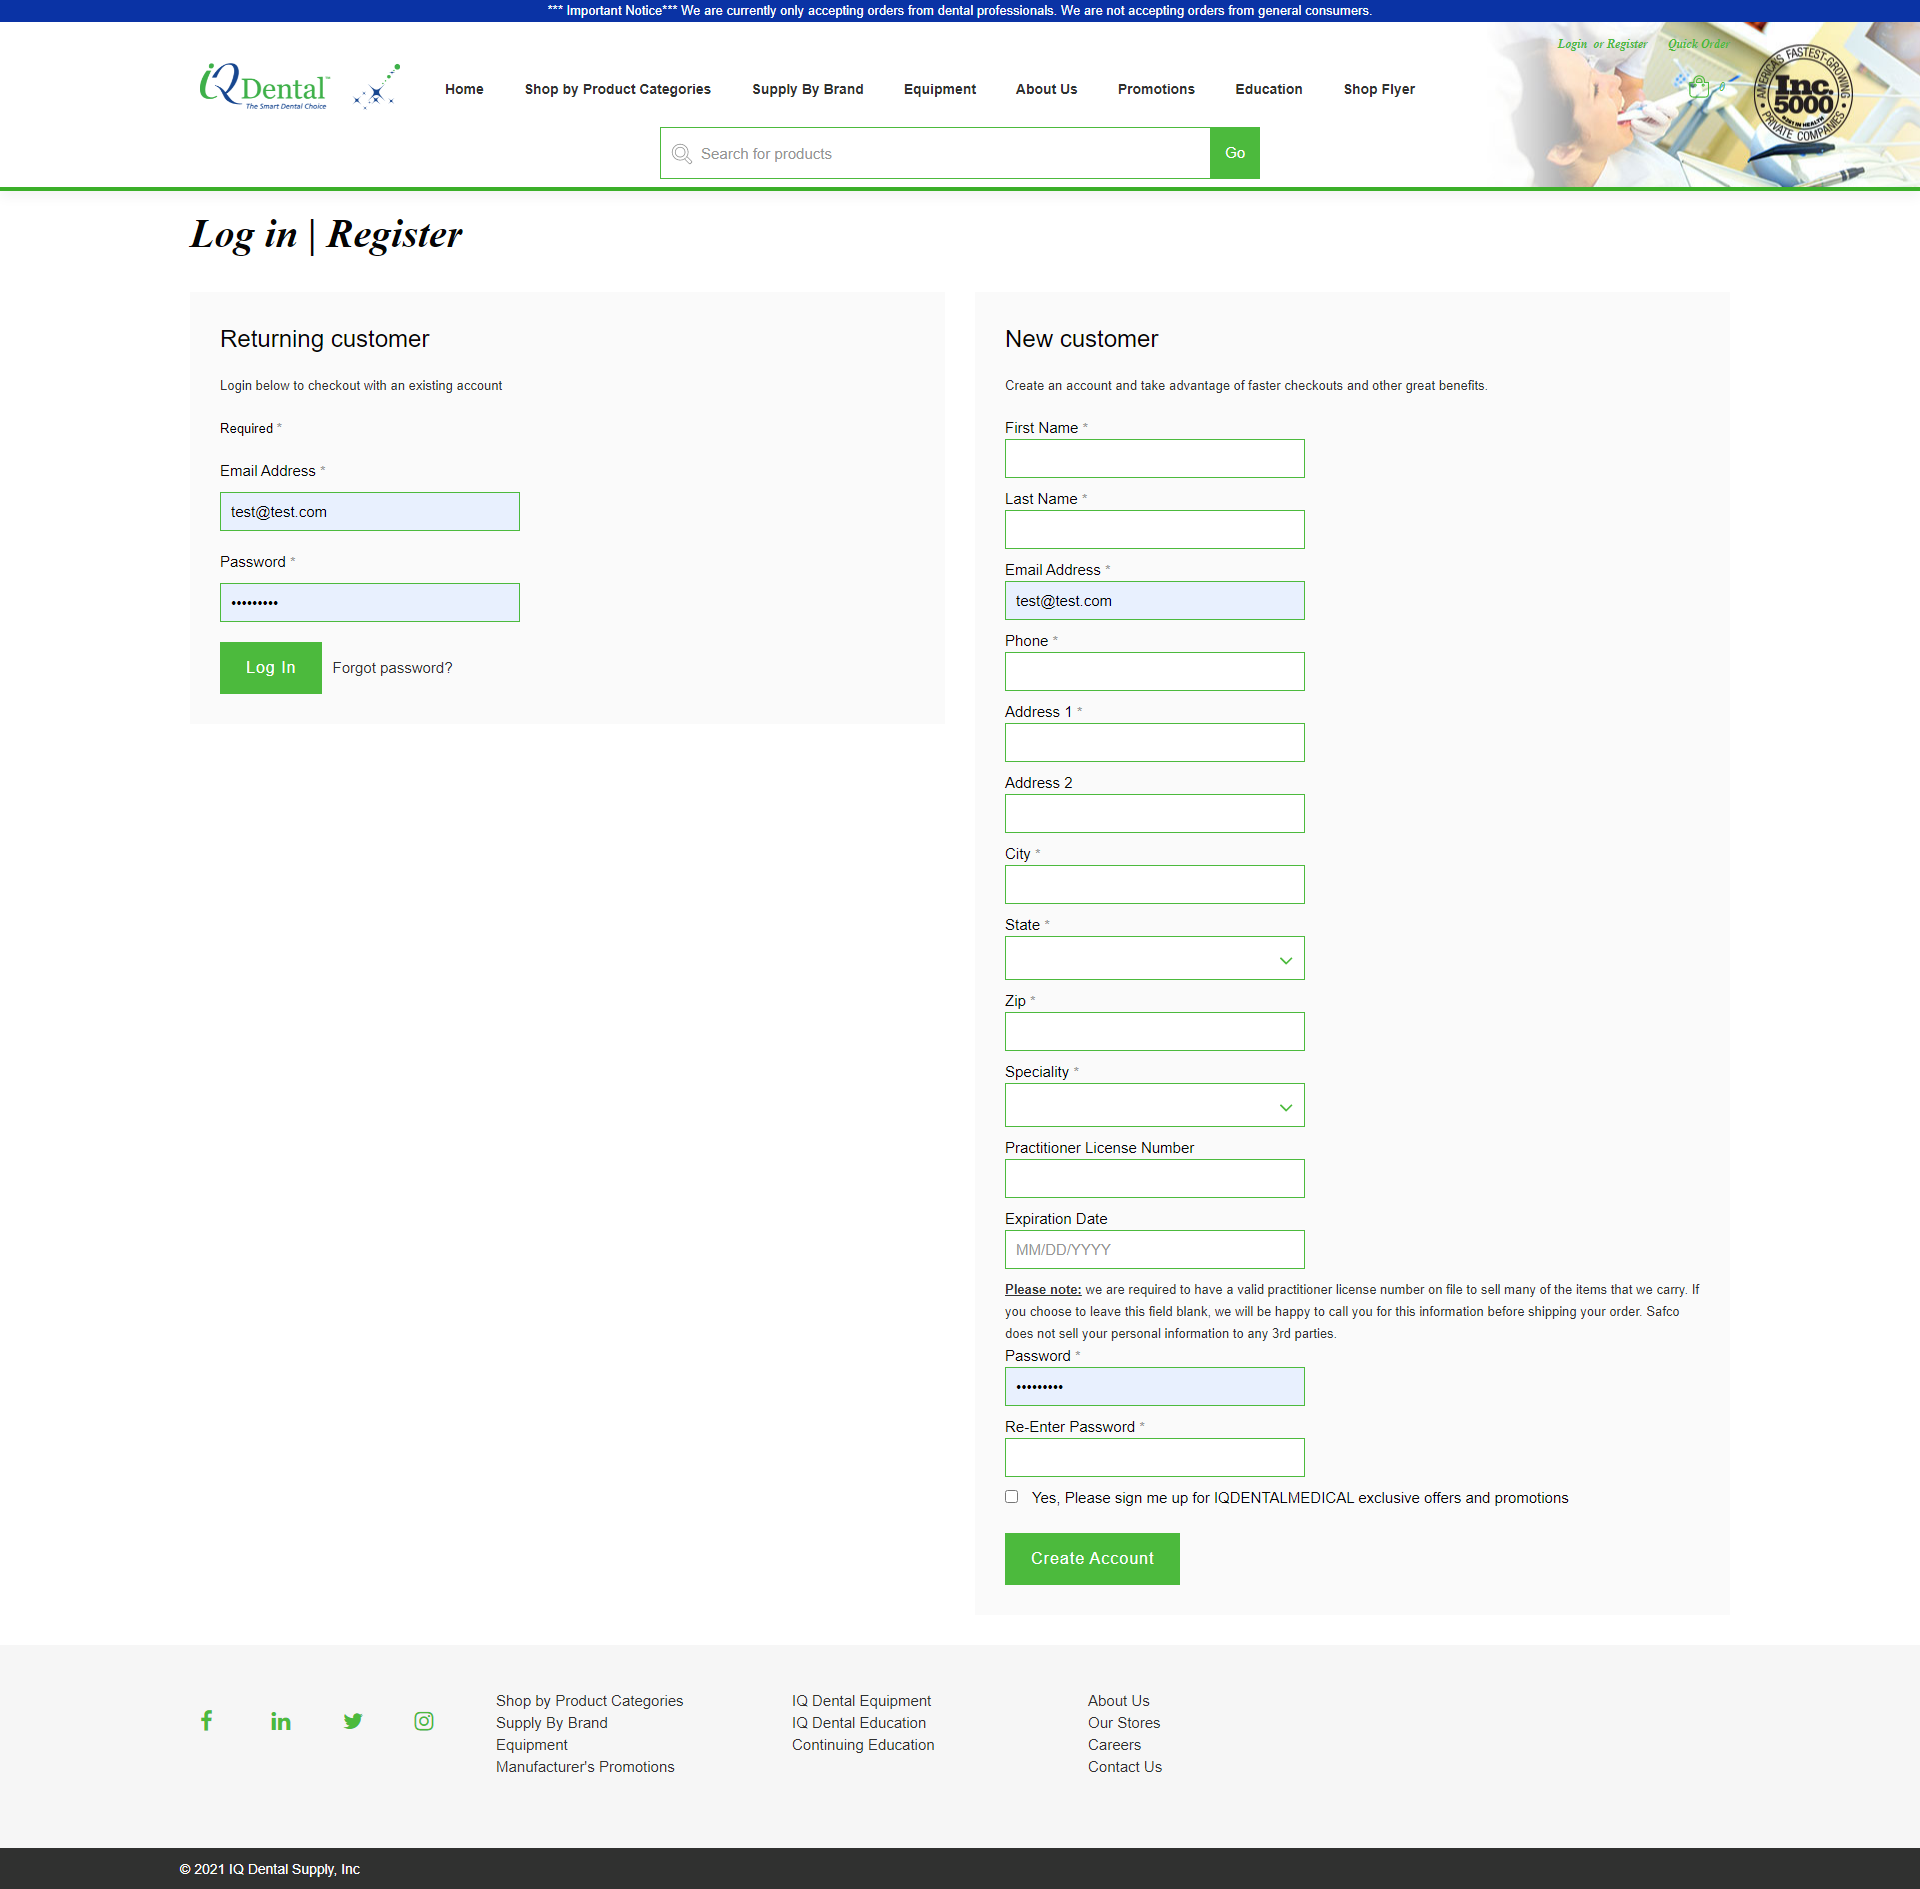 *** Important Notice*** We are currently only accepting orders from dental professionals. We are not accepting orders from general consumers.
Login or Register Quick Order
iQ Dental™
The Smart Dental Choice
Home Shop by Product Categories Supply By Brand Equipment About Us Promotions Education Shop Flyer
0
AMERICA'S FASTEST-GROWING
Inc.
5000
PRIVATE COMPANIES
Search for products
Go
Log in | Register
Returning customer
Login below to checkout with an existing account
Required *
Email Address *
test@test.com
Password *
•••••••••
Log In Forgot password?
New customer
Create an account and take advantage of faster checkouts and other great benefits.
First Name *
Last Name *
Email Address *
test@test.com
Phone *
Address 1 *
Address 2
City *
State *
Zip *
Speciality *
Practitioner License Number
Expiration Date
MM/DD/YYYY
Please note: we are required to have a valid practitioner license number on file to sell many of the items that we carry. If
you choose to leave this field blank, we will be happy to call you for this information before shipping your order. Safco
does not sell your personal information to any 3rd parties.
Password *
•••••••••
Re-Enter Password *
Yes, Please sign me up for IQDENTALMEDICAL exclusive offers and promotions
Create Account
Shop by Product Categories
Supply By Brand
Equipment
Manufacturer's Promotions
IQ Dental Equipment
IQ Dental Education
Continuing Education
About Us
Our Stores
Careers
Contact Us
© 2021 IQ Dental Supply, Inc